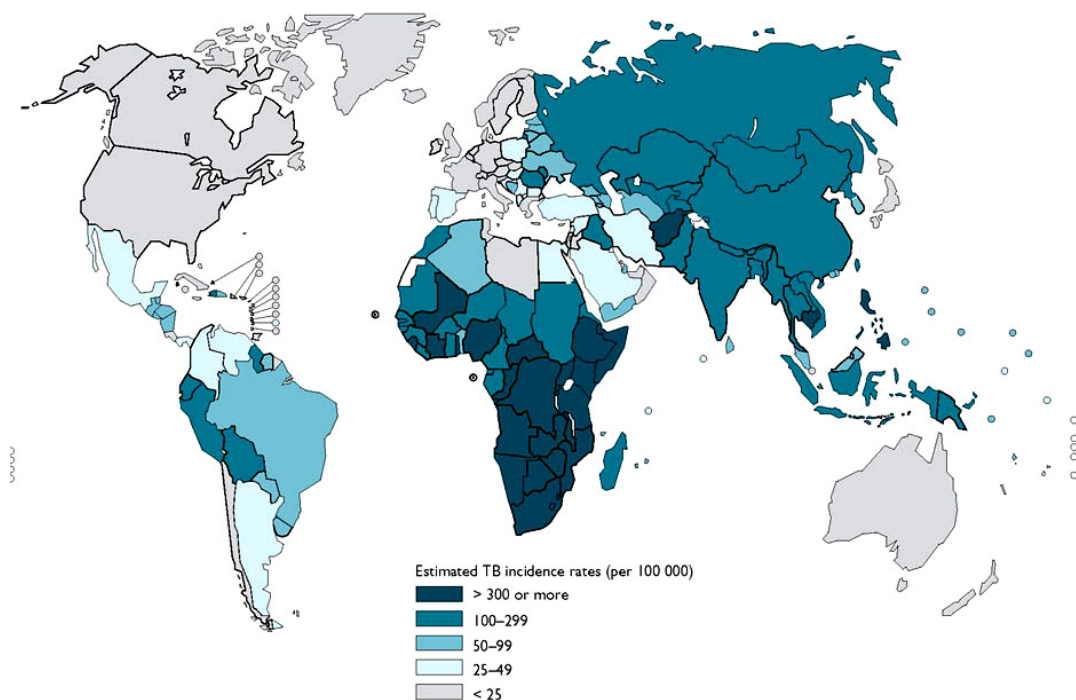 Estimated TB incidence rates (per 100 000)
> 300 or more
100–299
50–99
25–49
< 25